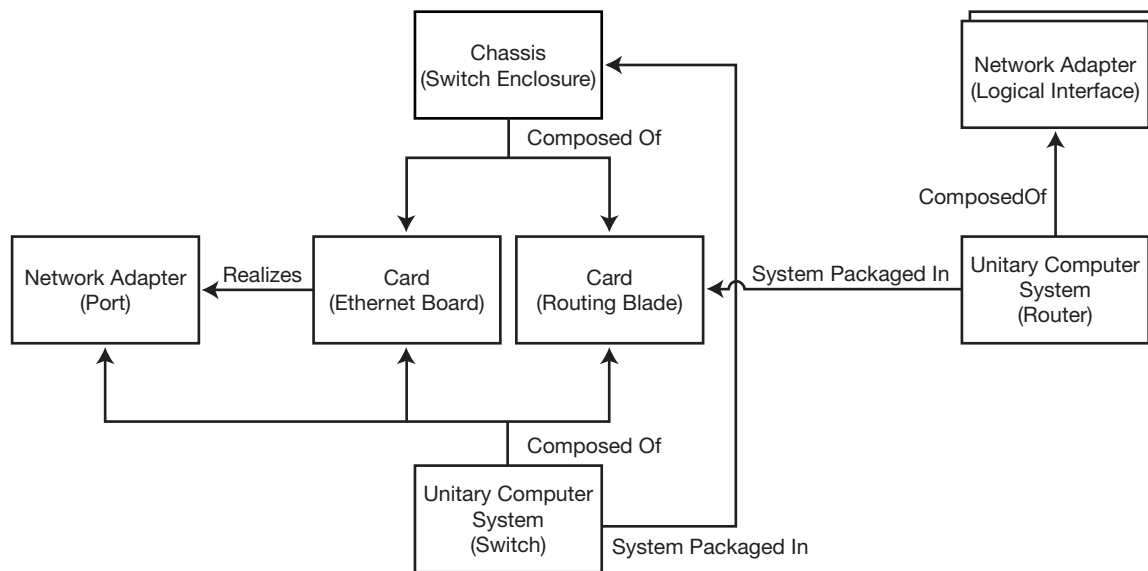 Chassis
(Switch Enclosure)
Network Adapter
(Logical Interface)
Composed Of
ComposedOf
Network Adapter
(Port)
Realizes
Card
(Ethernet Board)
Card
(Routing Blade)
System Packaged In
Unitary Computer
System
(Router)
Composed Of
Unitary Computer
System
(Switch)
System Packaged In